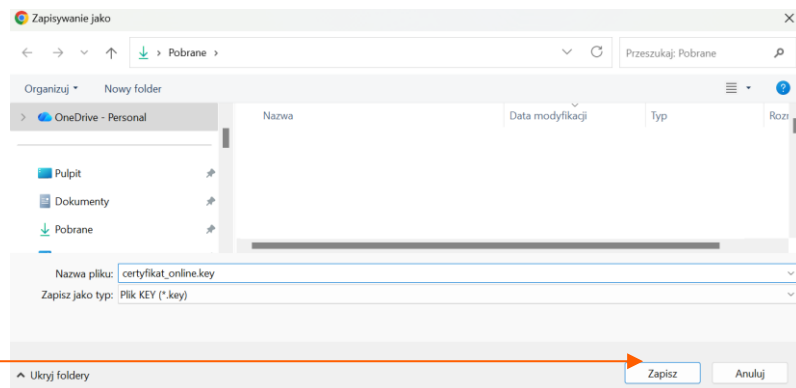 Zapisywanie jako
Pobrane
Przeszukaj: Pobrane
Organizuj Nowy folder
OneDrive - Personal
Nazwa Data modyfikacji Typ
Pulpit
Dokumenty
Pobrane
Nazwa pliku: certyfikat_online.key
Zapisz jako typ: Plik KEY (*.key)
Ukryj foldery Zapisz Anuluj